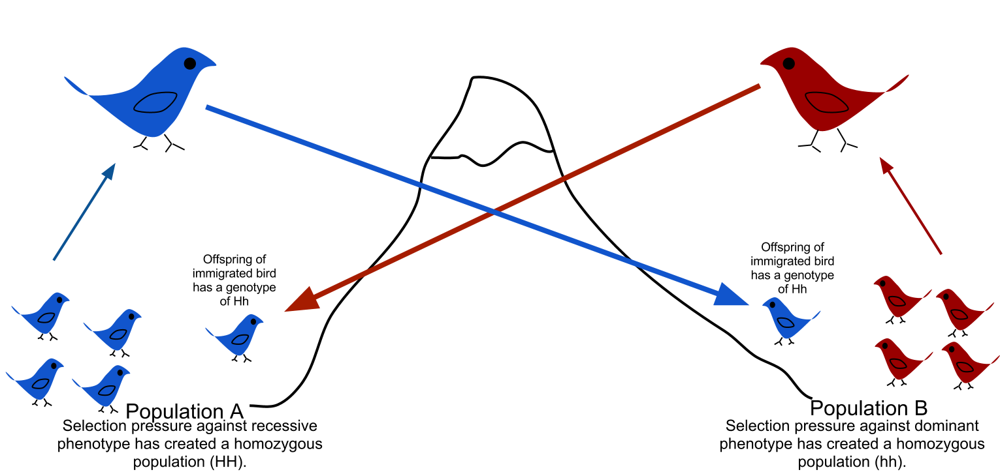 Offspring of
immigrated bird
has a genotype
of Hh
Offspring of
immigrated bird
has a genotype
of Hh
Population A
Selection pressure against recessive
phenotype has created a homozygous
population (HH).
Population B
Selection pressure against dominant
phenotype has created a homozygous
population (hh).